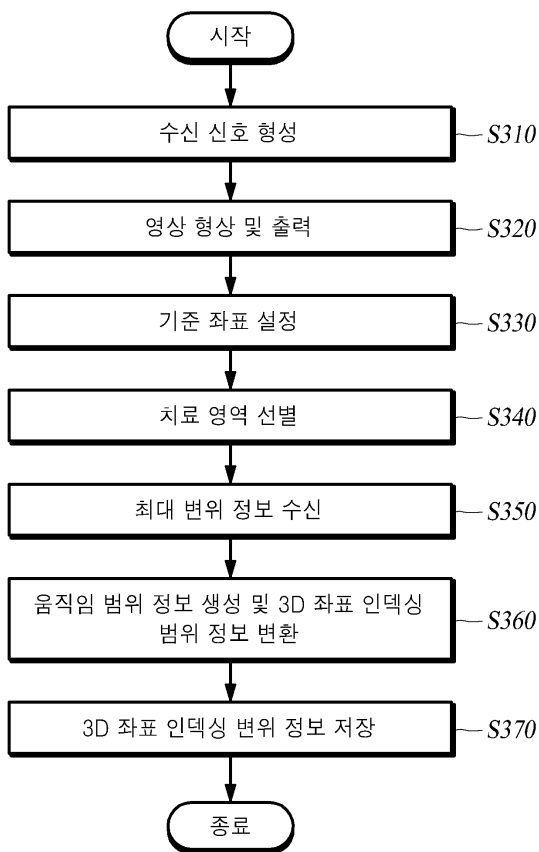 시작
수신 신호 형성
S310
영상 형상 및 출력
S320
기준 좌표 설정
S330
치료 영역 선별
S340
최대 변위 정보 수신
S350
움직임 범위 정보 생성 및 3D 좌표 인덱싱
범위 정보 변환
S360
3D 좌표 인덱싱 변위 정보 저장
S370
종료